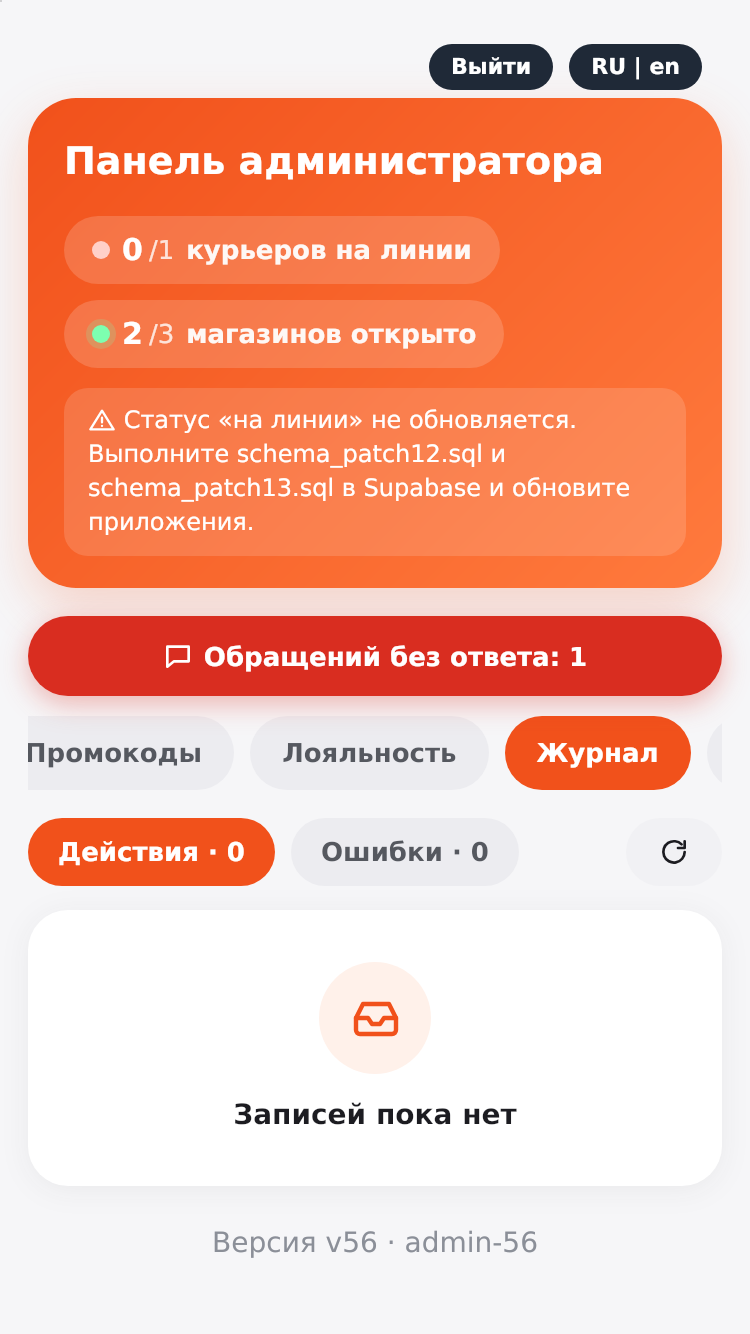 Выйти
RU | en
Панель администратора
0 /1 курьеров на линии
2 /3 магазинов открыто
Статус «на линии» не обновляется.
Выполните schema_patch12.sql и
schema_patch13.sql в Supabase и обновите
приложения.
Обращений без ответа: 1
Промокоды
Лояльность
Журнал
Действия · 0
Ошибки · 0
Записей пока нет
Версия v56 · admin-56